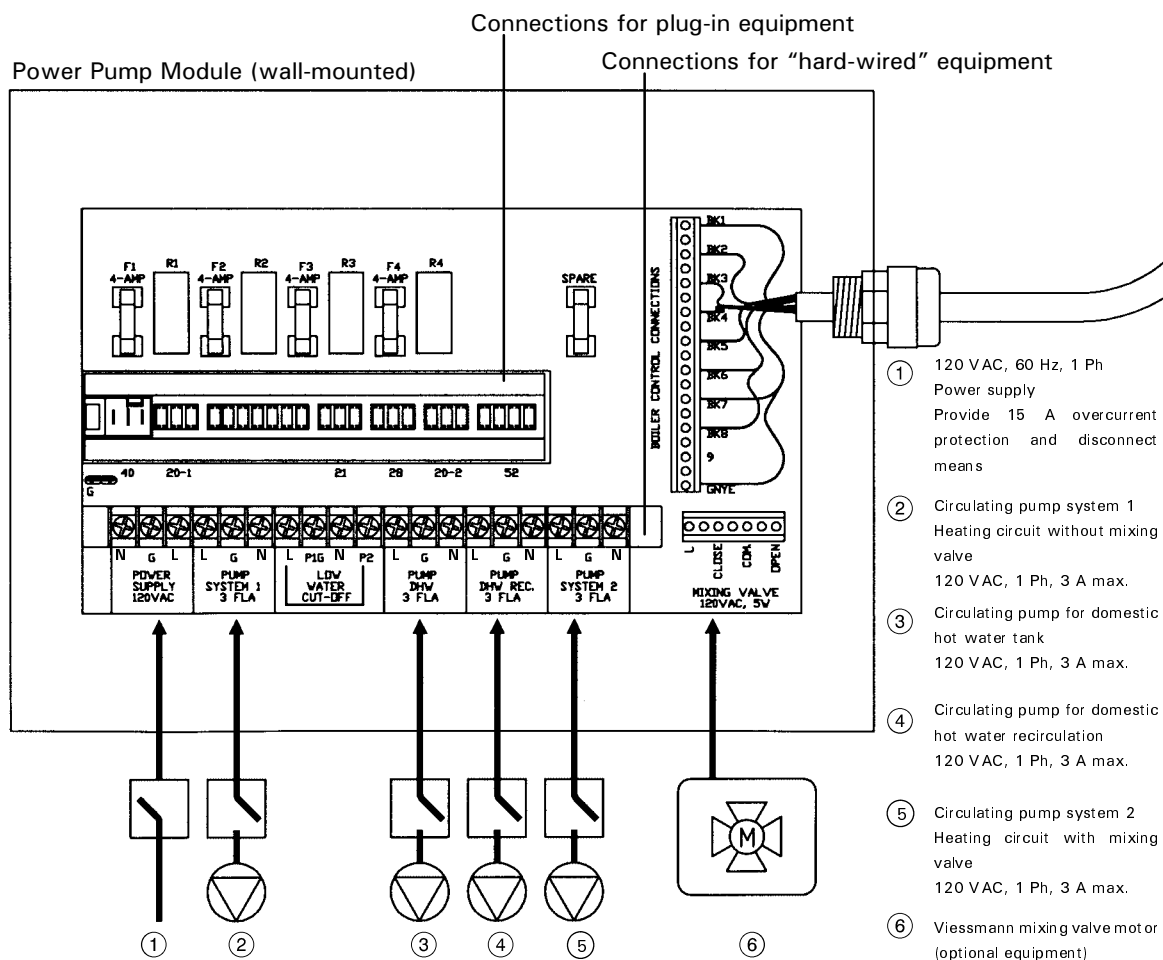 Connections for plug-in equipment
Connections for “hard-wired” equipment
Power Pump Module (wall-mounted)
F1
4-AMP
R1
F2
4-AMP
R2
F3
4-AMP
R3
F4
4-AMP
R4
SPARE
BOILER CONTROL CONNECTIONS
BK1
BK2
BK3
BK4
BK5
BK6
BK7
BK8
9
GNYE
40
20-1
21
28
20-2
52
G
N G L
L G N
L P1G N P2
L G N
L G N
L G N
POWER
SUPPLY
120VAC
PUMP
SYSTEM 1
3 FLA
LOW
WATER
CUT-OFF
PUMP
DHW
3 FLA
PUMP
DHW REC.
3 FLA
PUMP
SYSTEM 2
3 FLA
L
CLOSE
COM.
OPEN
MIXING VALVE
120VAC, 5W
M
1
2
3
4
5
6
1 120 VAC, 60 Hz, 1 Ph
Power supply
Provide 15 A overcurrent
protection and disconnect
means
2 Circulating pump system 1
Heating circuit without mixing
valve
120 VAC, 1 Ph, 3 A max.
3 Circulating pump for domestic
hot water tank
120 VAC, 1 Ph, 3 A max.
4 Circulating pump for domestic
hot water recirculation
120 VAC, 1 Ph, 3 A max.
5 Circulating pump system 2
Heating circuit with mixing
valve
120 VAC, 1 Ph, 3 A max.
6 Viessmann mixing valve motor
(optional equipment)